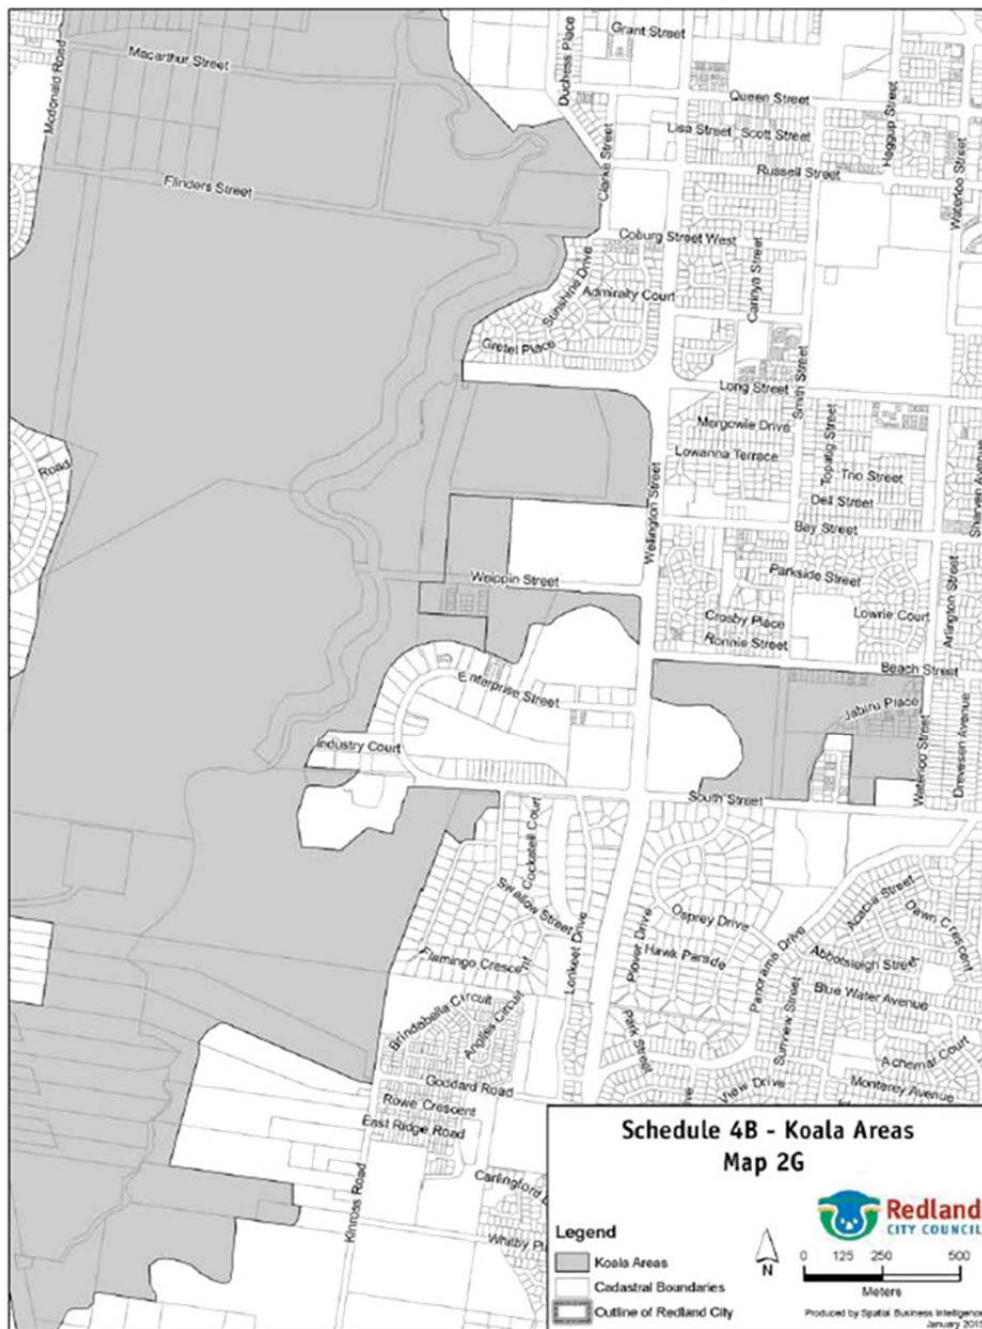 Grant Street
Duchess Place
Macarthur Street
Mcdonald Road
Queen Street
Haggup Street
Lisa Street
Scott Street
Russell Street
Clarke Street
Waterloo Street
Flinders Street
Coburg Street West
Carinya Street
Sunshine Drive
Admiralty Court
Gretel Place
Long Street
Smith Street
Mergowie Drive
Lowanna Terrace
Topatig Street
Trio Street
Road
Dell Street
Bay Street
Wellington Street
Weippin Street
Parkside Street
Arlington Street
Crosby Place
Lowrie Court
Ronnie Street
Beach Street
Enterprise Street
Jabiru Place
Industry Court
Waterloo Street
Drevesen Avenue
South Street
Cockatell Court
Swallow Street
Osprey Drive
Acacia Street
Dawn Crescent
Lorikeet Drive
Plover Drive
Hawk Parade
Panorama Drive
Abbotsleigh Street
Flamingo Crescent
Blue Water Avenue
Brindabella Circuit
Angles Circuit
Park Street
Sunview Street
Achernar Court
Goddard Road
View Drive
Monterey Avenue
Rowe Crescent
East Ridge Road
Kinross Road
Carlingford
Whitby
Schedule 4B - Koala Areas
Map 2G
Redland
CITY COUNCIL
Legend
Koala Areas
Cadastral Boundaries
Outline of Redland City
N
0 125 250 500
Meters
Produced by Spatial Business Intelligence
January 2015